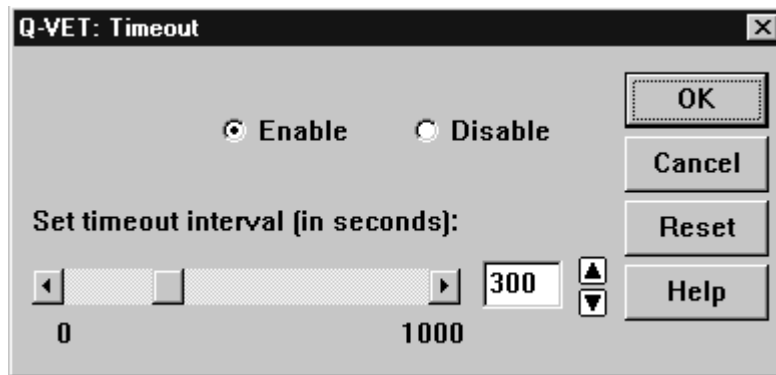 Q-VET: Timeout
Enable
Disable
OK
Cancel
Set timeout interval (in seconds):
Reset
300
Help
0
1000